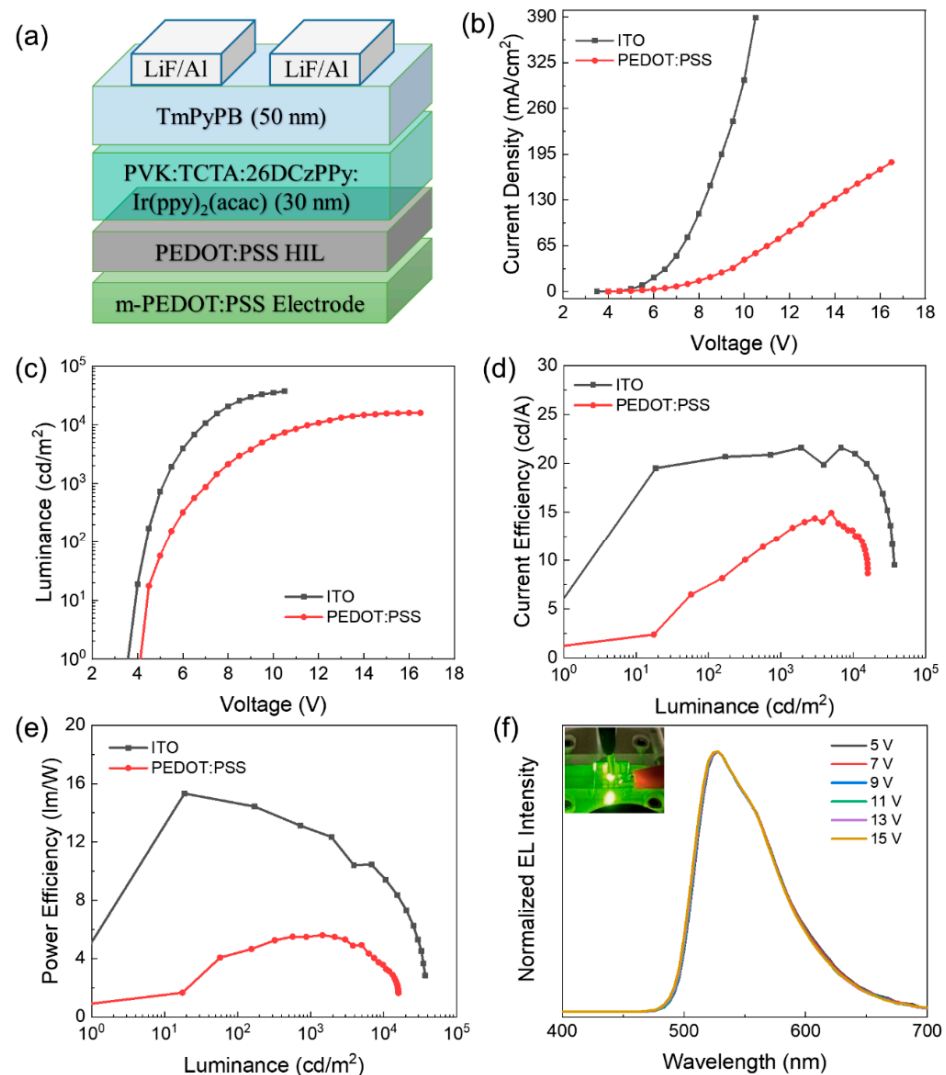 (a)
LiF/Al LiF/Al
TmPyPB (50 nm)
PVK:TCTA:26DCzPPy:
Ir(ppy)₂(acac) (30 nm)
PEDOT:PSS HIL
m-PEDOT:PSS Electrode
(b)
390
325
260
195
130
65
0
2 4 6 8 10 12 14 16 18
Current Density (mA/cm²)
Voltage (V)
ITO
PEDOT:PSS
(c)
10⁵
10⁴
10³
10²
10¹
10⁰
2 4 6 8 10 12 14 16 18
Luminance (cd/m²)
Voltage (V)
ITO
PEDOT:PSS
(d)
30
25
20
15
10
5
0
10⁰ 10¹ 10² 10³ 10⁴ 10⁵
Current Efficiency (cd/A)
Luminance (cd/m²)
ITO
PEDOT:PSS
(e)
20
16
12
8
4
0
10⁰ 10¹ 10² 10³ 10⁴ 10⁵
Power Efficiency (lm/W)
Luminance (cd/m²)
ITO
PEDOT:PSS
(f)
Normalized EL Intensity
5 V
7 V
9 V
11 V
13 V
15 V
400 500 600 700
Wavelength (nm)